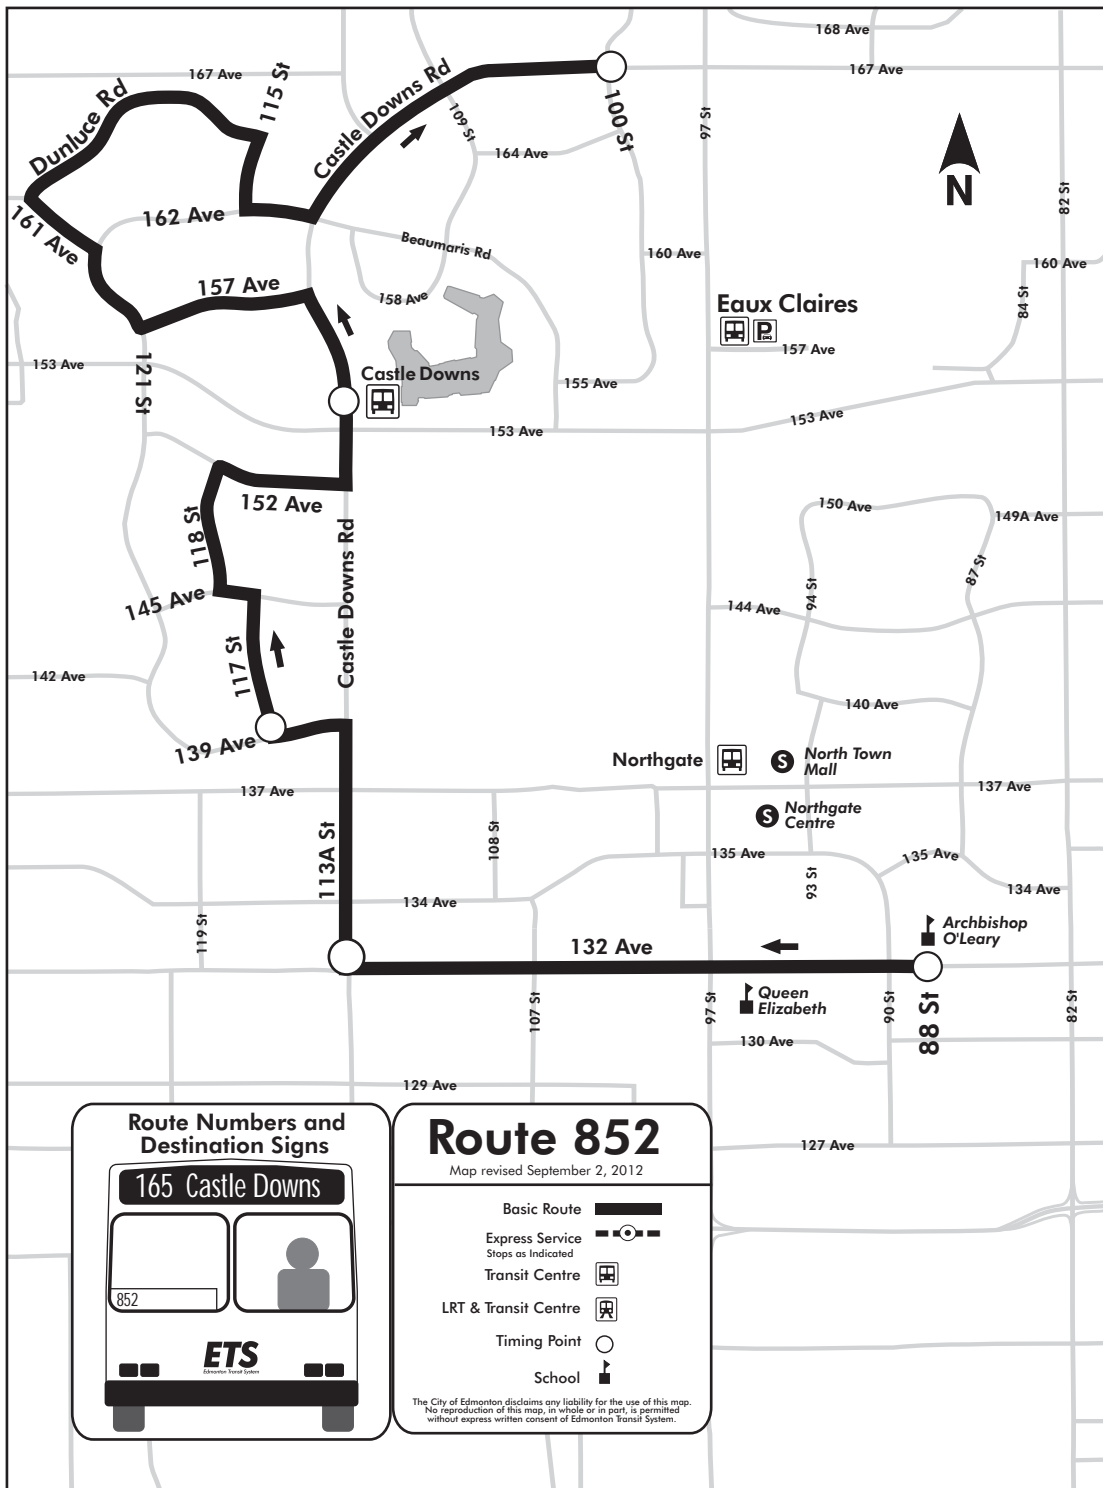 168 Ave
167 Ave
167 Ave
115 St
Castle Downs Rd
Dunluce Rd
109 St
100 St
97 St
164 Ave
N
82 St
162 Ave
161 Ave
Beaumaris Rd
160 Ave
160 Ave
157 Ave
158 Ave
Eaux Claires
P
84 St
157 Ave
153 Ave
121 St
Castle Downs
155 Ave
153 Ave
153 Ave
152 Ave
118 St
Castle Downs Rd
150 Ave
149A Ave
87 St
94 St
145 Ave
144 Ave
117 St
142 Ave
140 Ave
139 Ave
Northgate
S
North Town
Mall
137 Ave
137 Ave
S
Northgate
Centre
113A St
108 St
135 Ave
135 Ave
93 St
134 Ave
134 Ave
119 St
Archbishop
O'Leary
132 Ave
Queen
Elizabeth
107 St
97 St
90 St
88 St
82 St
130 Ave
129 Ave
127 Ave
Route Numbers and
Destination Signs
165 Castle Downs
852
ETS
Edmonton Transit System
Route 852
Map revised September 2, 2012
Basic Route
Express Service
Stops as Indicated
Transit Centre
LRT & Transit Centre
Timing Point
School
The City of Edmonton disclaims any liability for the use of this map.
No reproduction of this map, in whole or in part, is permitted
without express written consent of Edmonton Transit System.